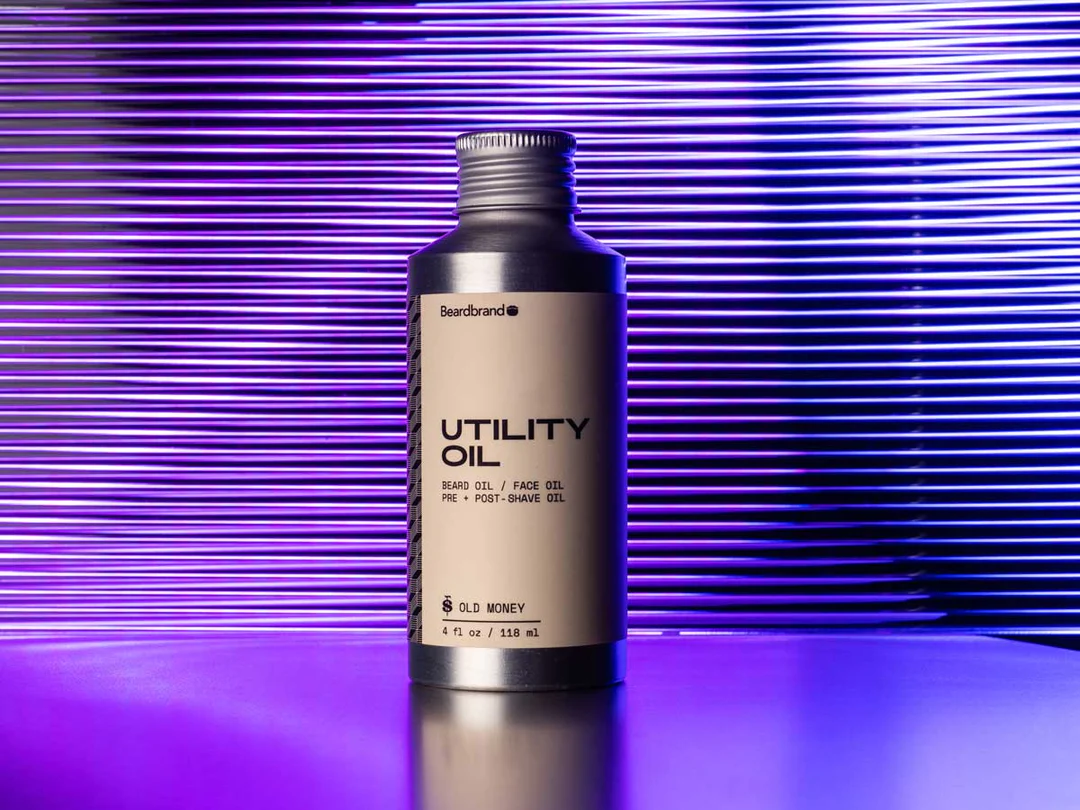 Beardbrand
UTILITY
OIL
BEARD OIL / FACE OIL
PRE + POST-SHAVE OIL
$ OLD MONEY
4 fl oz / 118 ml